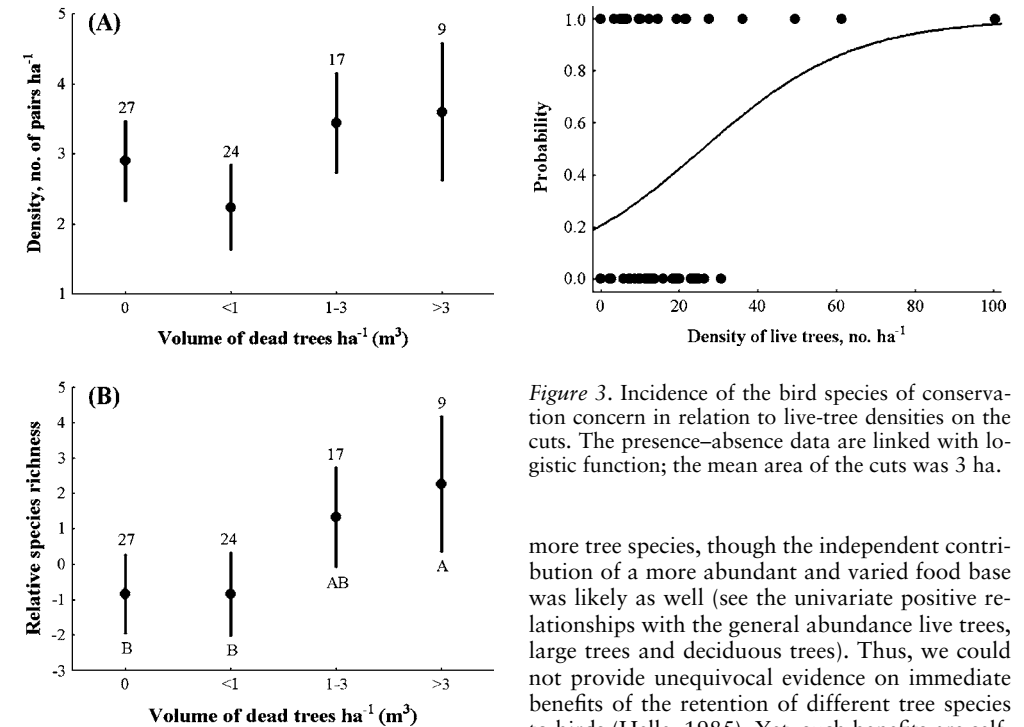 (A)
5
4
3
2
1
Density, no. of pairs ha-1
27
24
17
9
0 <1 1-3 >3
Volume of dead trees ha-1 (m3)
(B)
5
4
3
2
1
0
-1
-2
-3
Relative species richness
27
24
17
9
B
B
AB
A
0 <1 1-3 >3
Volume of dead trees ha-1 (m3)
1.0
0.8
0.6
0.4
0.2
0.0
Probability
0 20 40 60 80 100
Density of live trees, no. ha-1
Figure 3. Incidence of the bird species of conserva-
tion concern in relation to live-tree densities on the
cuts. The presence–absence data are linked with lo-
gistic function; the mean area of the cuts was 3 ha.
more tree species, though the independent contri-
bution of a more abundant and varied food base
was likely as well (see the univariate positive re-
lationships with the general abundance live trees,
large trees and deciduous trees). Thus, we could
not provide unequivocal evidence on immediate
benefits of the retention of different tree species